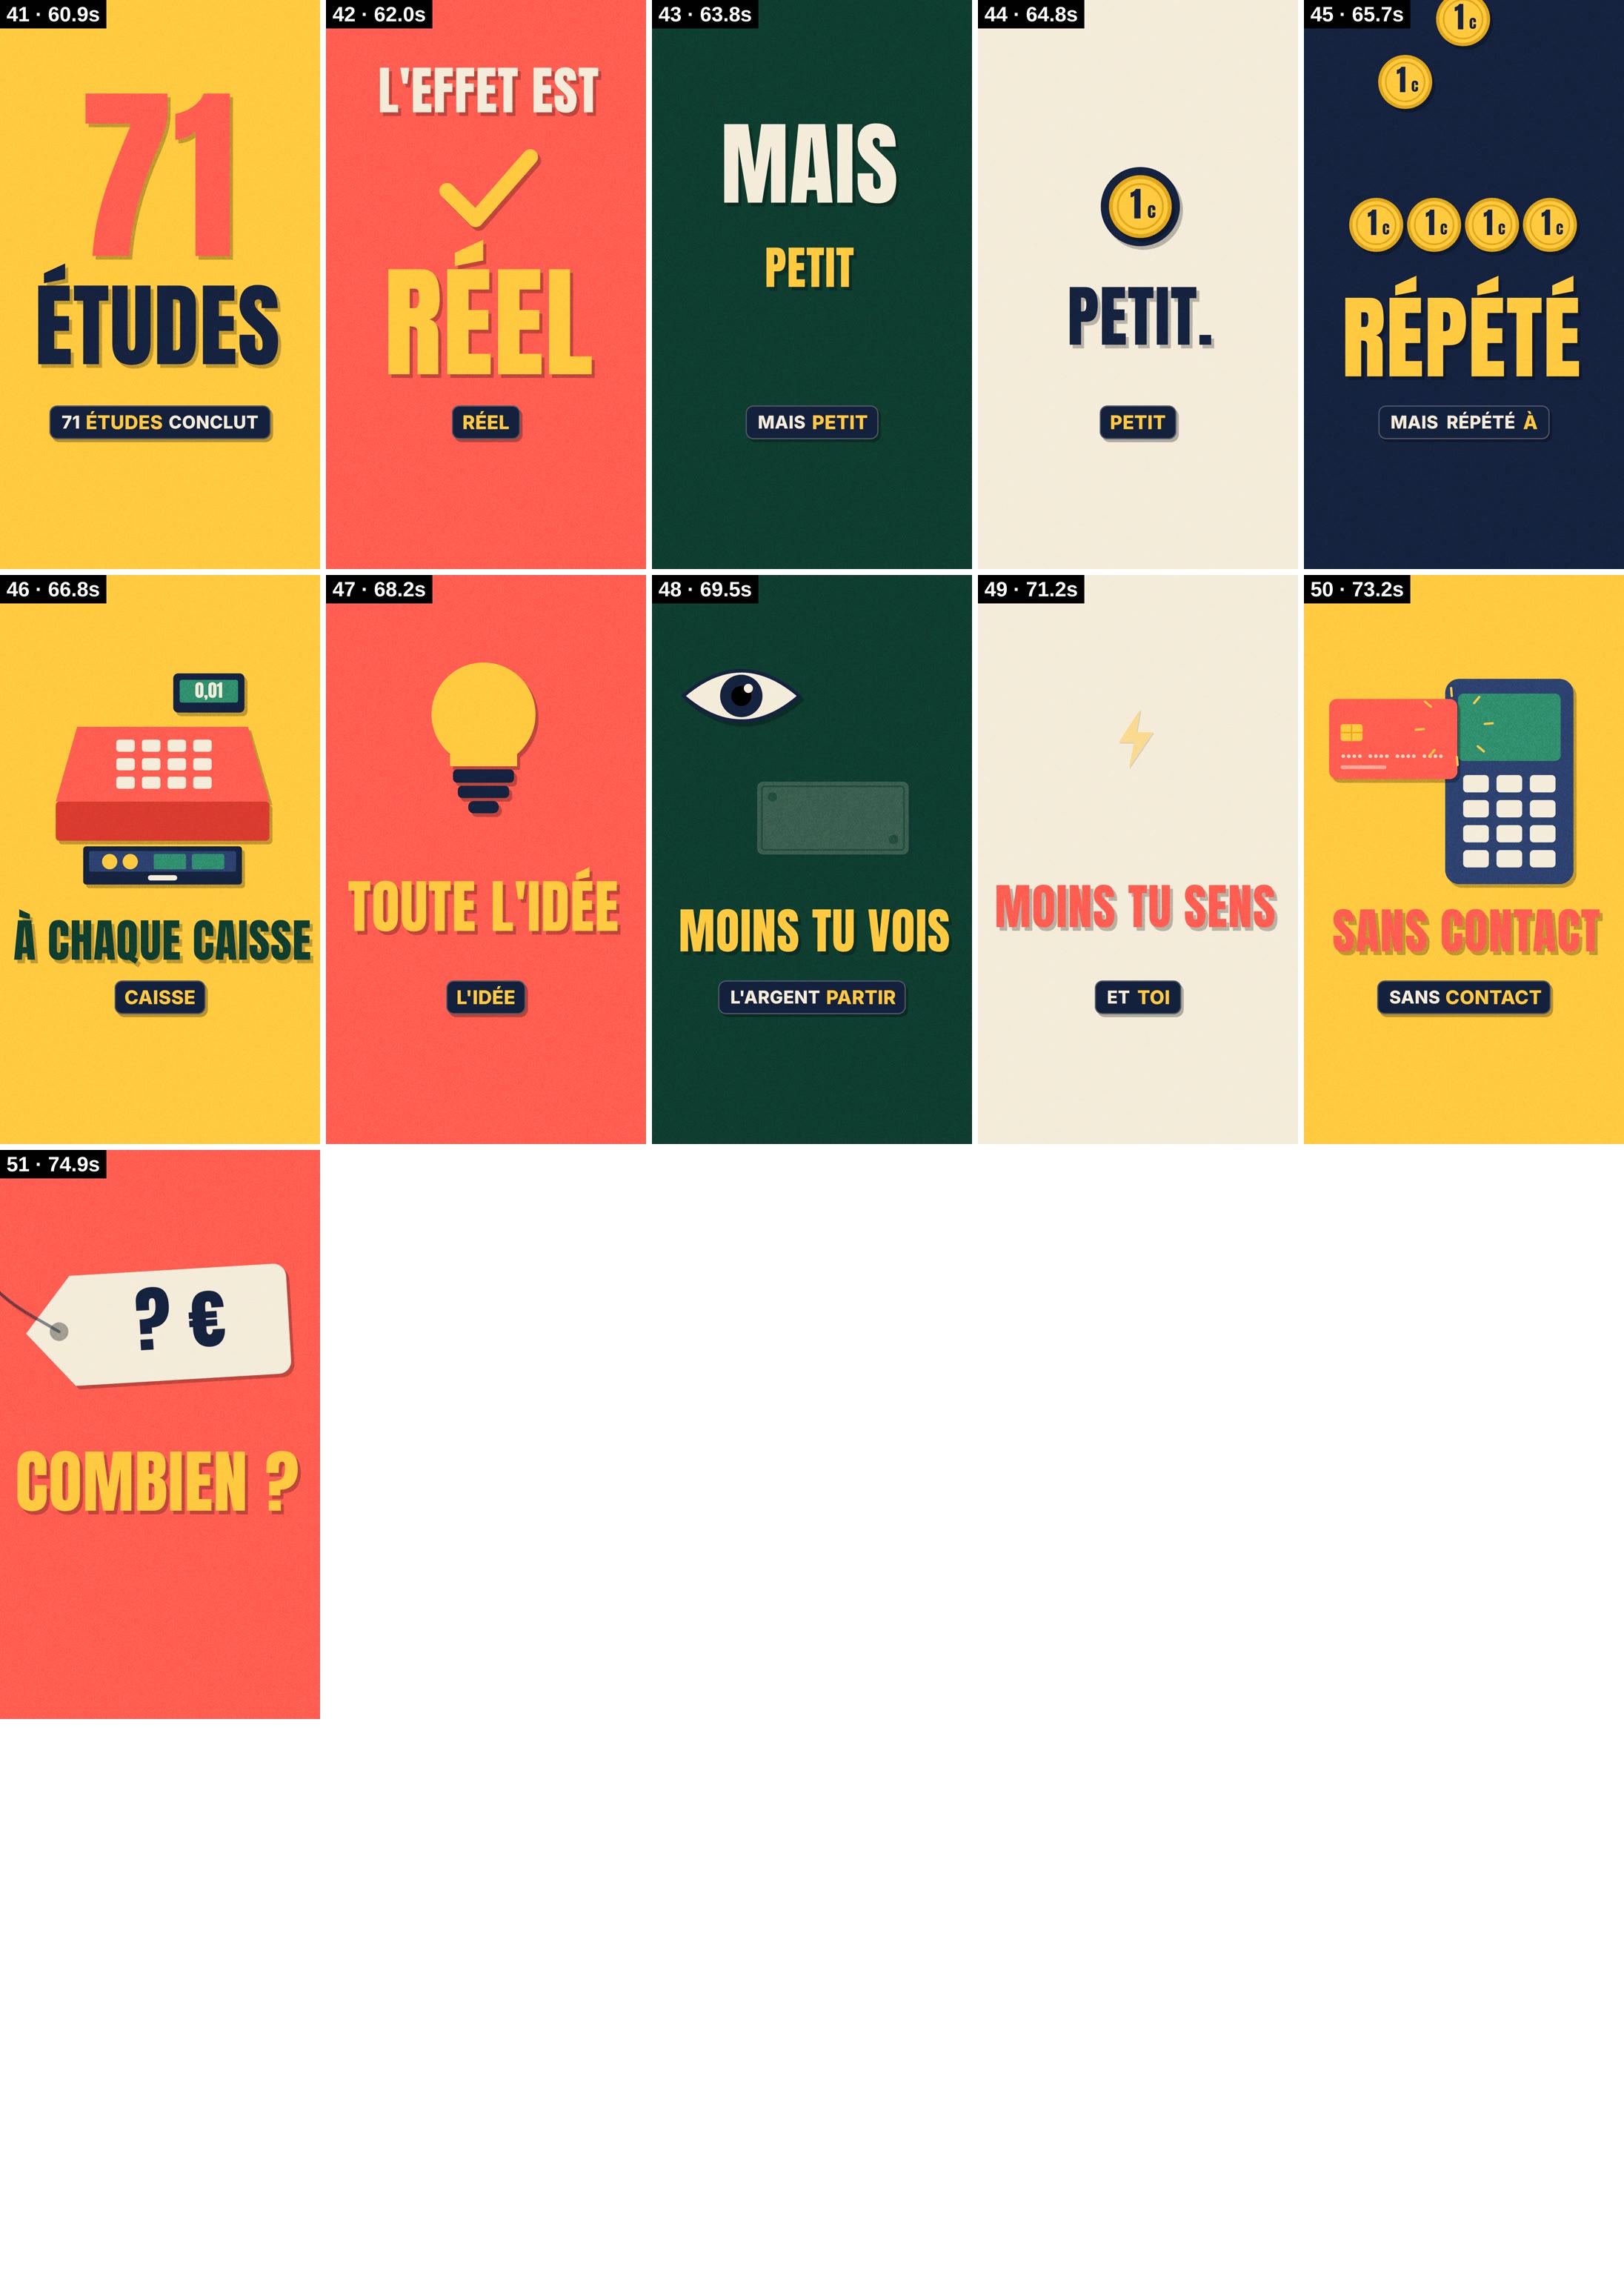 41 · 60.9s
71
ÉTUDES
71 ÉTUDES CONCLUT
42 · 62.0s
L'EFFET EST
RÉEL
RÉEL
43 · 63.8s
MAIS
PETIT
MAIS PETIT
44 · 64.8s
1c
PETIT.
PETIT
45 · 65.7s
1c
1c
1c 1c 1c 1c
RÉPÉTÉ
MAIS RÉPÉTÉ À
46 · 66.8s
0,01
À CHAQUE CAISSE
CAISSE
47 · 68.2s
TOUTE L'IDÉE
L'IDÉE
48 · 69.5s
MOINS TU VOIS
L'ARGENT PARTIR
49 · 71.2s
MOINS TU SENS
ET TOI
50 · 73.2s
SANS CONTACT
SANS CONTACT
51 · 74.9s
? €
COMBIEN ?